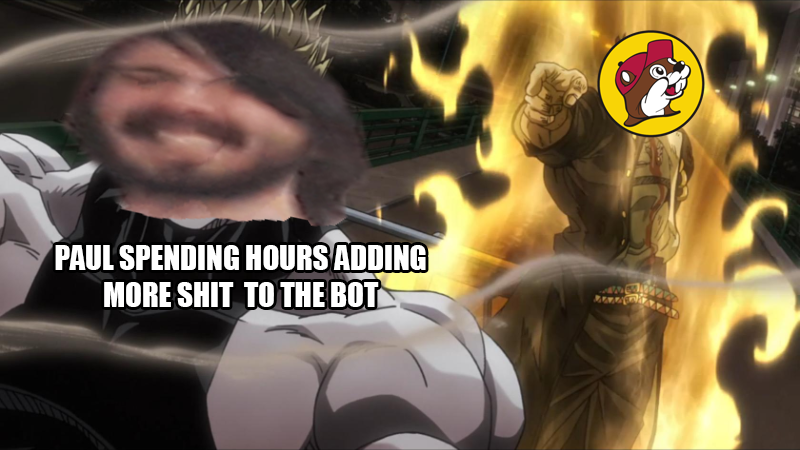 PAUL SPENDING HOURS ADDING
MORE SHIT TO THE BOT